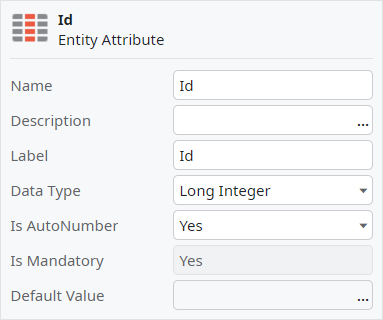 Id
Entity Attribute
Name Id
Description ...
Label Id
Data Type Long Integer
Is AutoNumber Yes
Is Mandatory Yes
Default Value ...